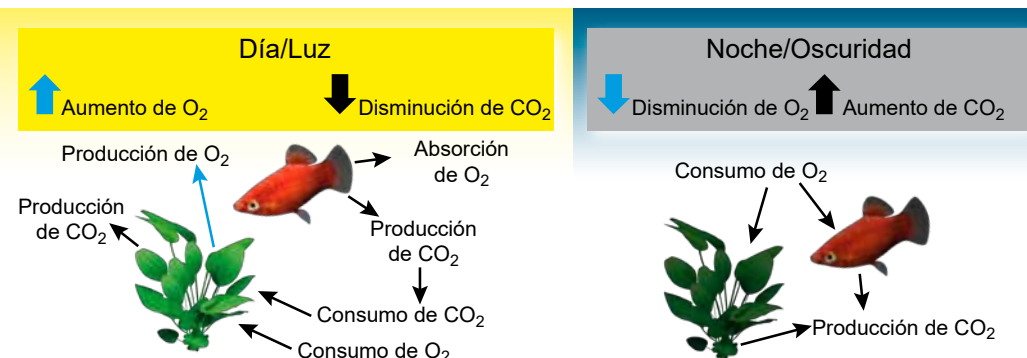 Día/Luz
Aumento de O₂
Disminución de CO₂
Producción de O₂
Absorción
de O₂
Producción
de CO₂
Producción
de CO₂
Consumo de CO₂
Consumo de O₂
Noche/Oscuridad
Disminución de O₂
Aumento de CO₂
Consumo de O₂
Producción de CO₂